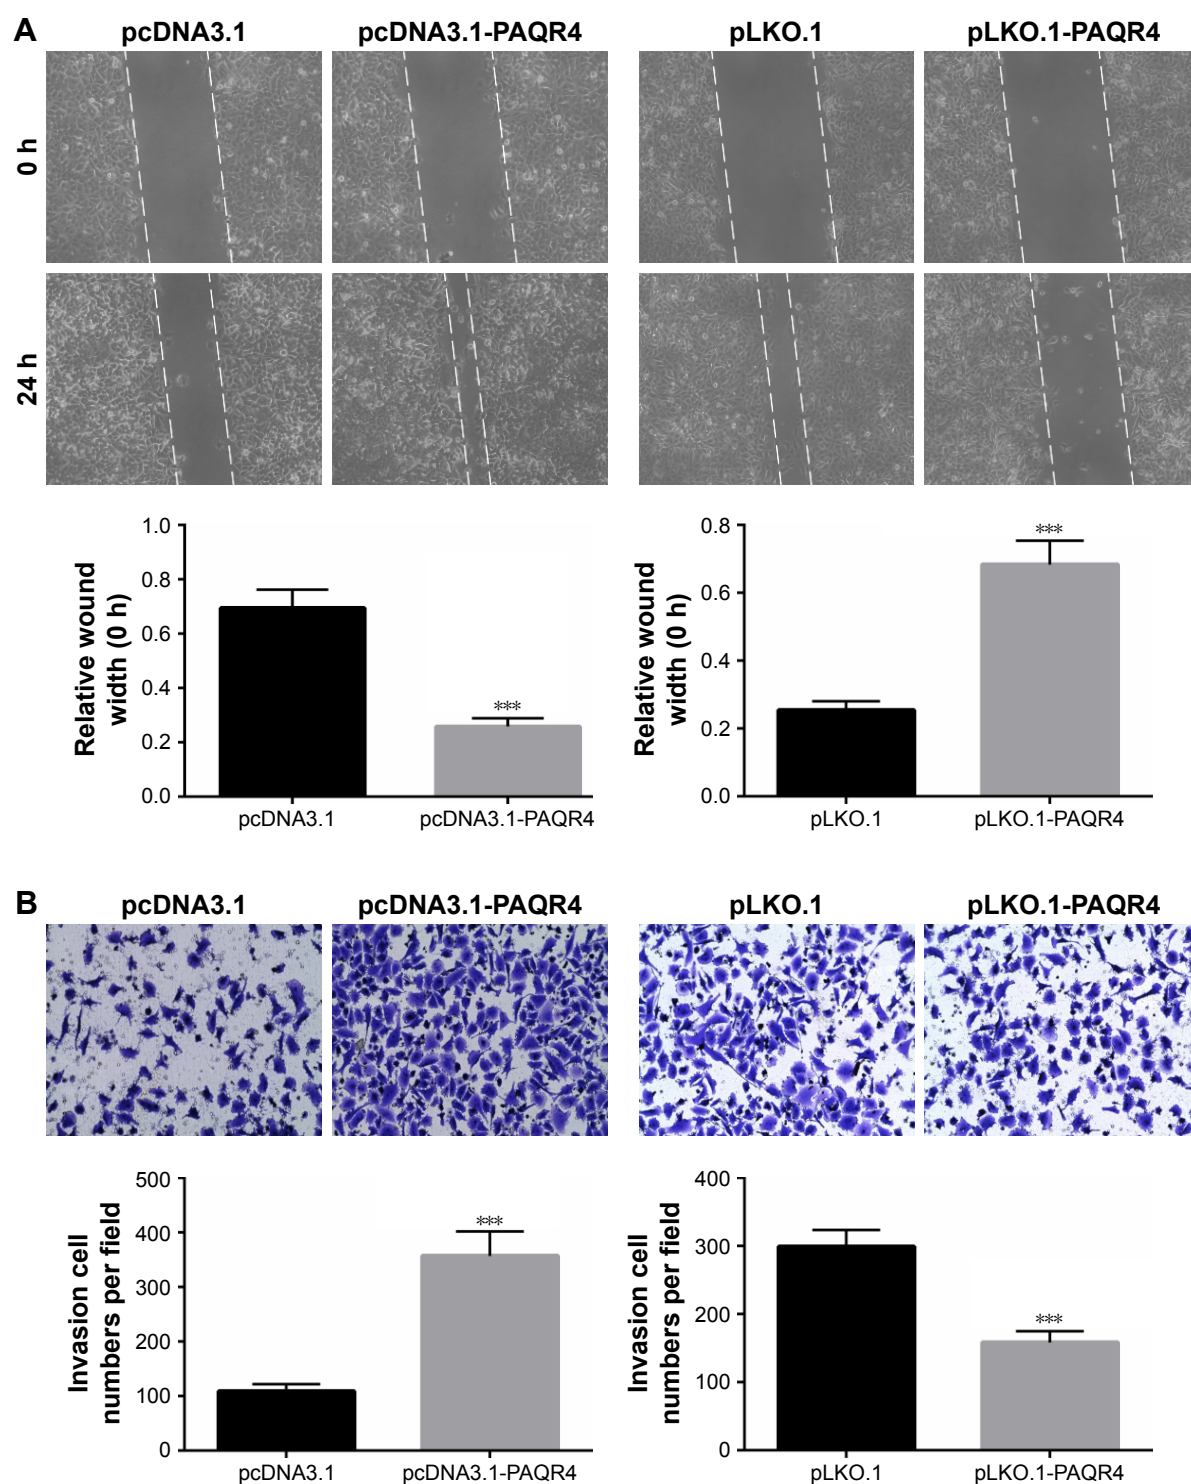 A
pcDNA3.1 pcDNA3.1-PAQR4 pLKO.1 pLKO.1-PAQR4
0 h
24 h
Relative wound
width (0 h)
1.0
0.8
0.6
0.4
0.2
0.0
***
pcDNA3.1 pcDNA3.1-PAQR4
Relative wound
width (0 h)
0.8
0.6
0.4
0.2
0.0
***
pLKO.1 pLKO.1-PAQR4
B
pcDNA3.1 pcDNA3.1-PAQR4 pLKO.1 pLKO.1-PAQR4
Invasion cell
numbers per field
500
400
300
200
100
0
***
pcDNA3.1 pcDNA3.1-PAQR4
Invasion cell
numbers per field
400
300
200
100
0
***
pLKO.1 pLKO.1-PAQR4